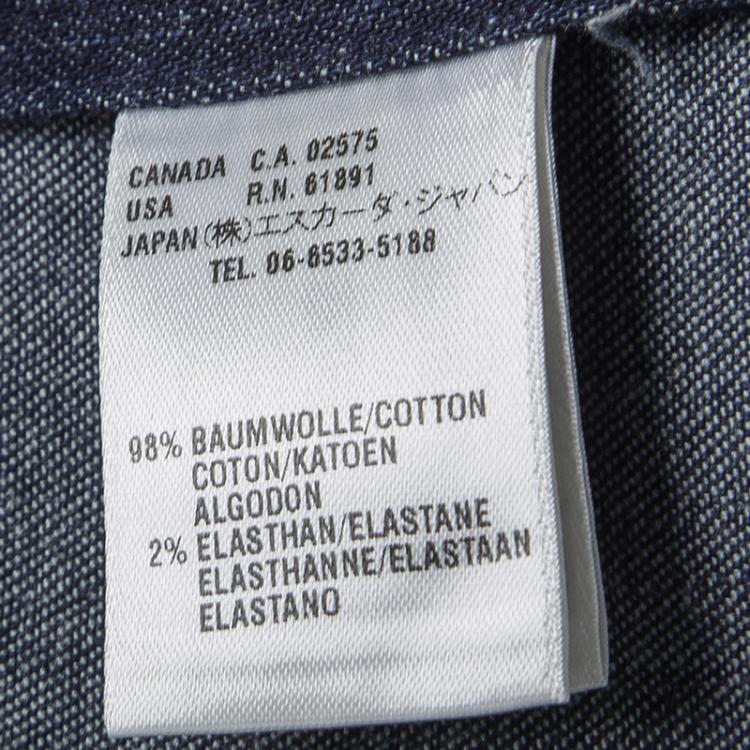 CANADA C.A. 02575
USA R.N. 61891
JAPAN (株)エスカーダ・ジャパン
TEL. 06-6533-5188
98% BAUMWOLLE/COTTON
COTON/KATOEN
ALGODON
2% ELASTHAN/ELASTANE
ELASTHANNE/ELASTAAN
ELASTANO